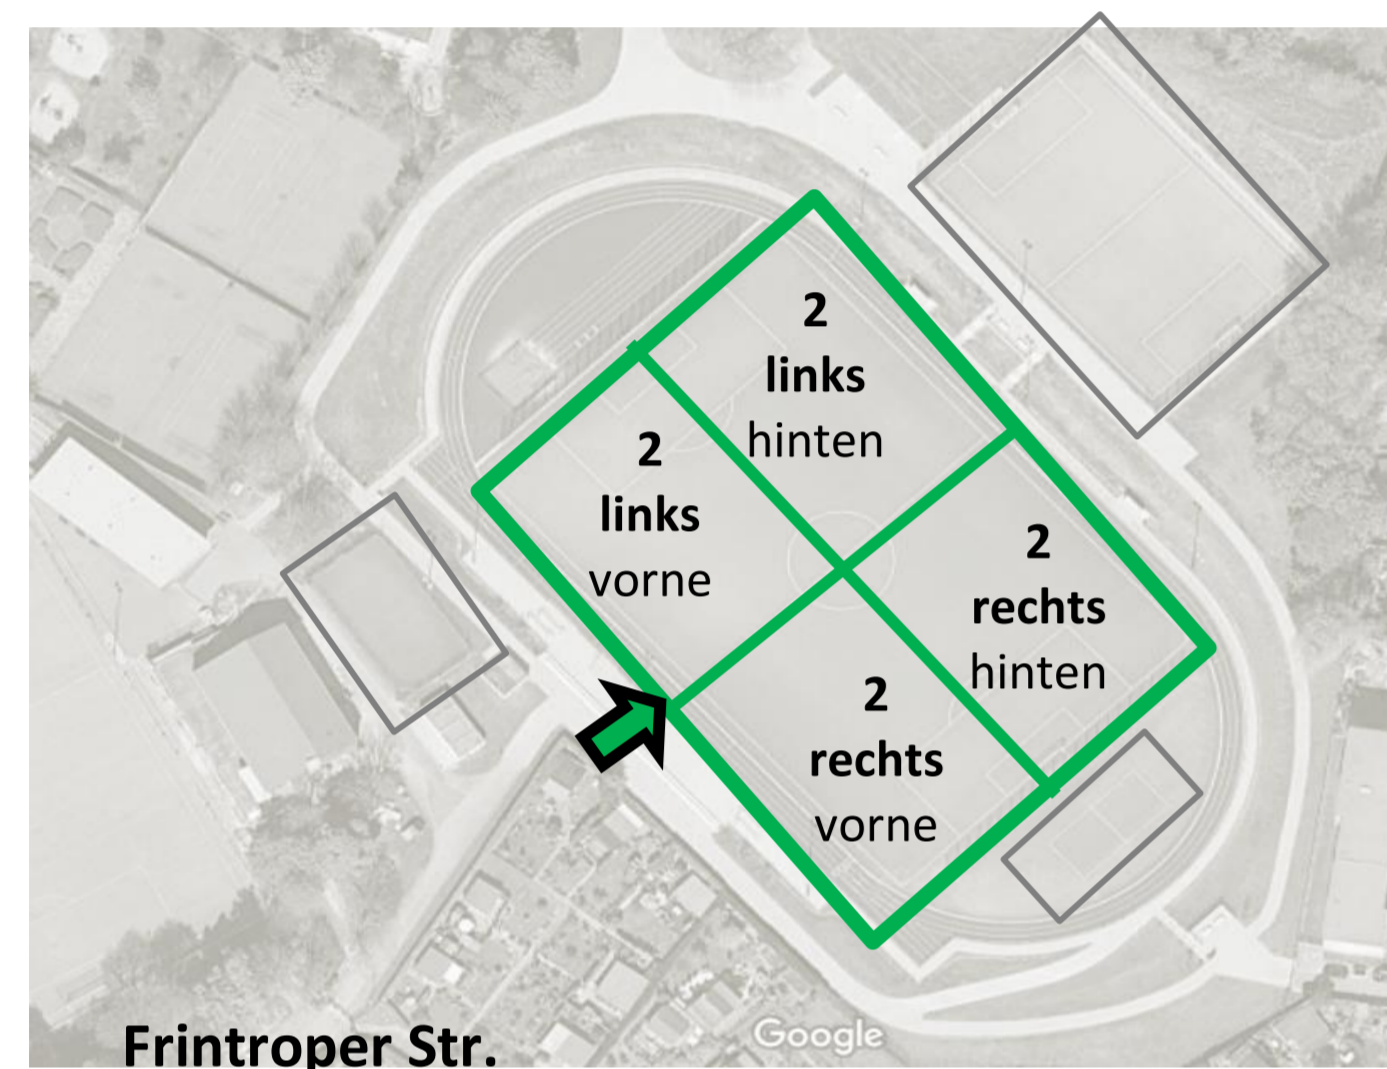 2
links
hinten
2
links
vorne
2
rechts
hinten
2
rechts
vorne
Frintroper Str.
Google